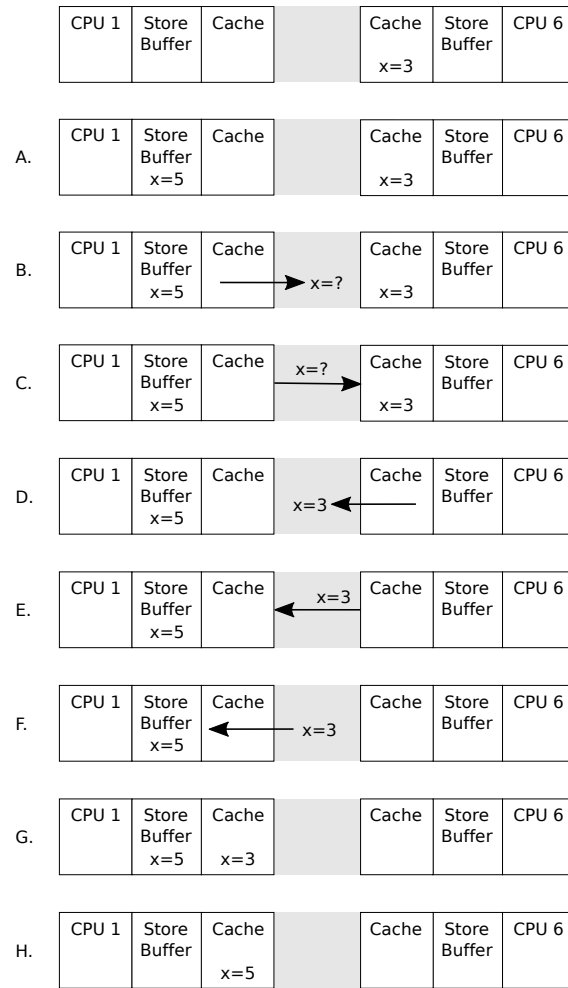 CPU 1 Store Buffer Cache Cache x=3 Store Buffer CPU 6
A. CPU 1 Store Buffer x=5 Cache Cache x=3 Store Buffer CPU 6
B. CPU 1 Store Buffer x=5 Cache x=? Cache x=3 Store Buffer CPU 6
C. CPU 1 Store Buffer x=5 Cache x=? Cache x=3 Store Buffer CPU 6
D. CPU 1 Store Buffer x=5 Cache x=3 Cache Store Buffer CPU 6
E. CPU 1 Store Buffer x=5 Cache x=3 Cache Store Buffer CPU 6
F. CPU 1 Store Buffer x=5 Cache x=3 Cache Store Buffer CPU 6
G. CPU 1 Store Buffer x=5 Cache x=3 Cache Store Buffer CPU 6
H. CPU 1 Store Buffer Cache x=5 Cache Store Buffer CPU 6